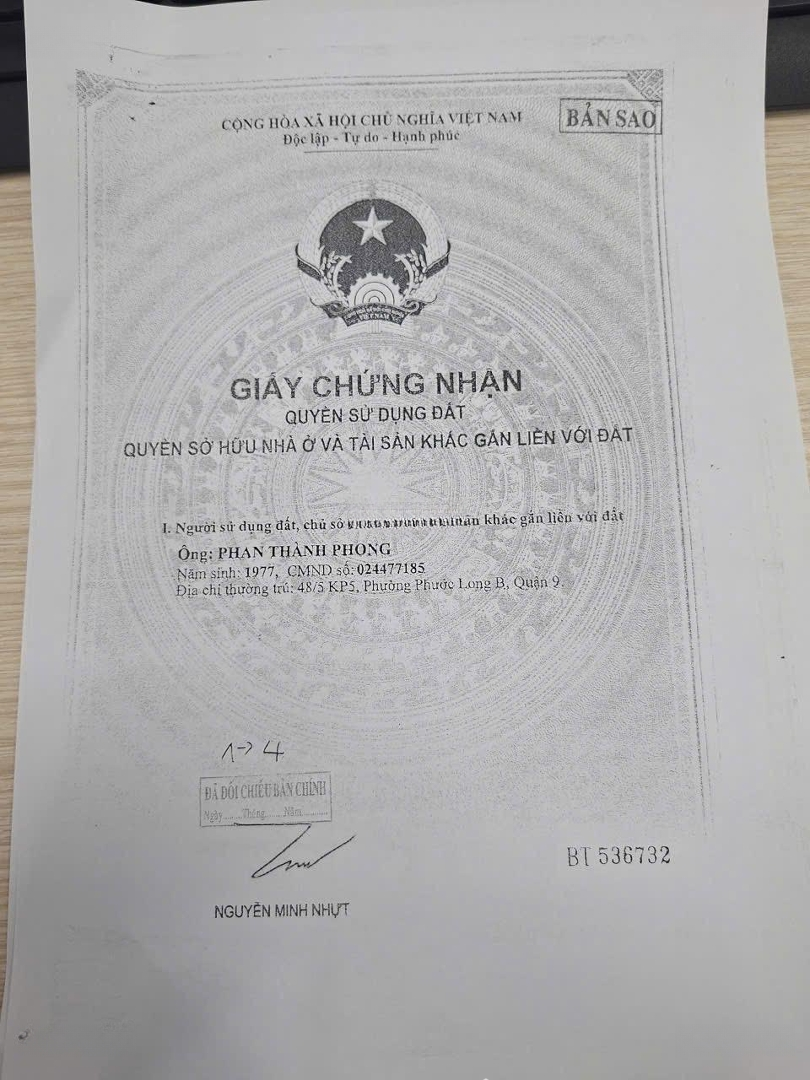 CỘNG HÒA XÃ HỘI CHỦ NGHĨA VIỆT NAM
Độc lập - Tự do - Hạnh phúc
BẢN SAO
VIỆT NAM
GIẤY CHỨNG NHẬN
QUYỀN SỬ DỤNG ĐẤT
QUYỀN SỞ HỮU NHÀ Ở VÀ TÀI SẢN KHÁC GẮN LIỀN VỚI ĐẤT
I. Người sử dụng đất, chủ sở khác gắn liền với đất
Ông: PHAN THÀNH PHONG
Năm sinh: 1977, CMND số: 024477185
Địa chỉ thường trú: 48/5 KP5, Phường Phước Long B, Quận 9.
1->4
ĐÃ ĐỐI CHIẾU BẢN CHÍNH
Ngày......Tháng......Năm.........
BT 536732
NGUYỄN MINH NHỰT